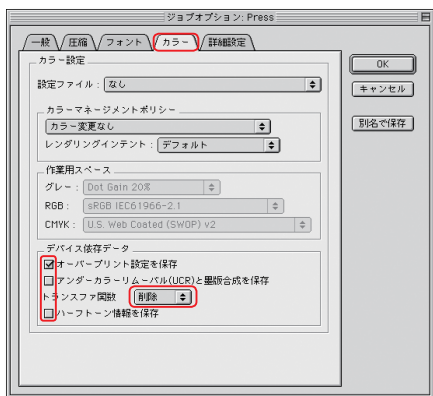 ジョブオプション: Press
一般 圧縮 フォント カラー 詳細設定
カラー設定
設定ファイル: なし
カラーマネージメントポリシー
カラー変更なし
レンダリングインテント: デフォルト
作業用スペース
グレー: Dot Gain 20%
RGB: sRGB IEC61966-2.1
CMYK: U.S. Web Coated (SWOP) v2
デバイス依存データ
オーバープリント設定を保存
アンダーカラーリムーバル(UCR)と墨版合成を保存
トランスファ関数 削除
ハーフトーン情報を保存
OK
キャンセル
別名で保存